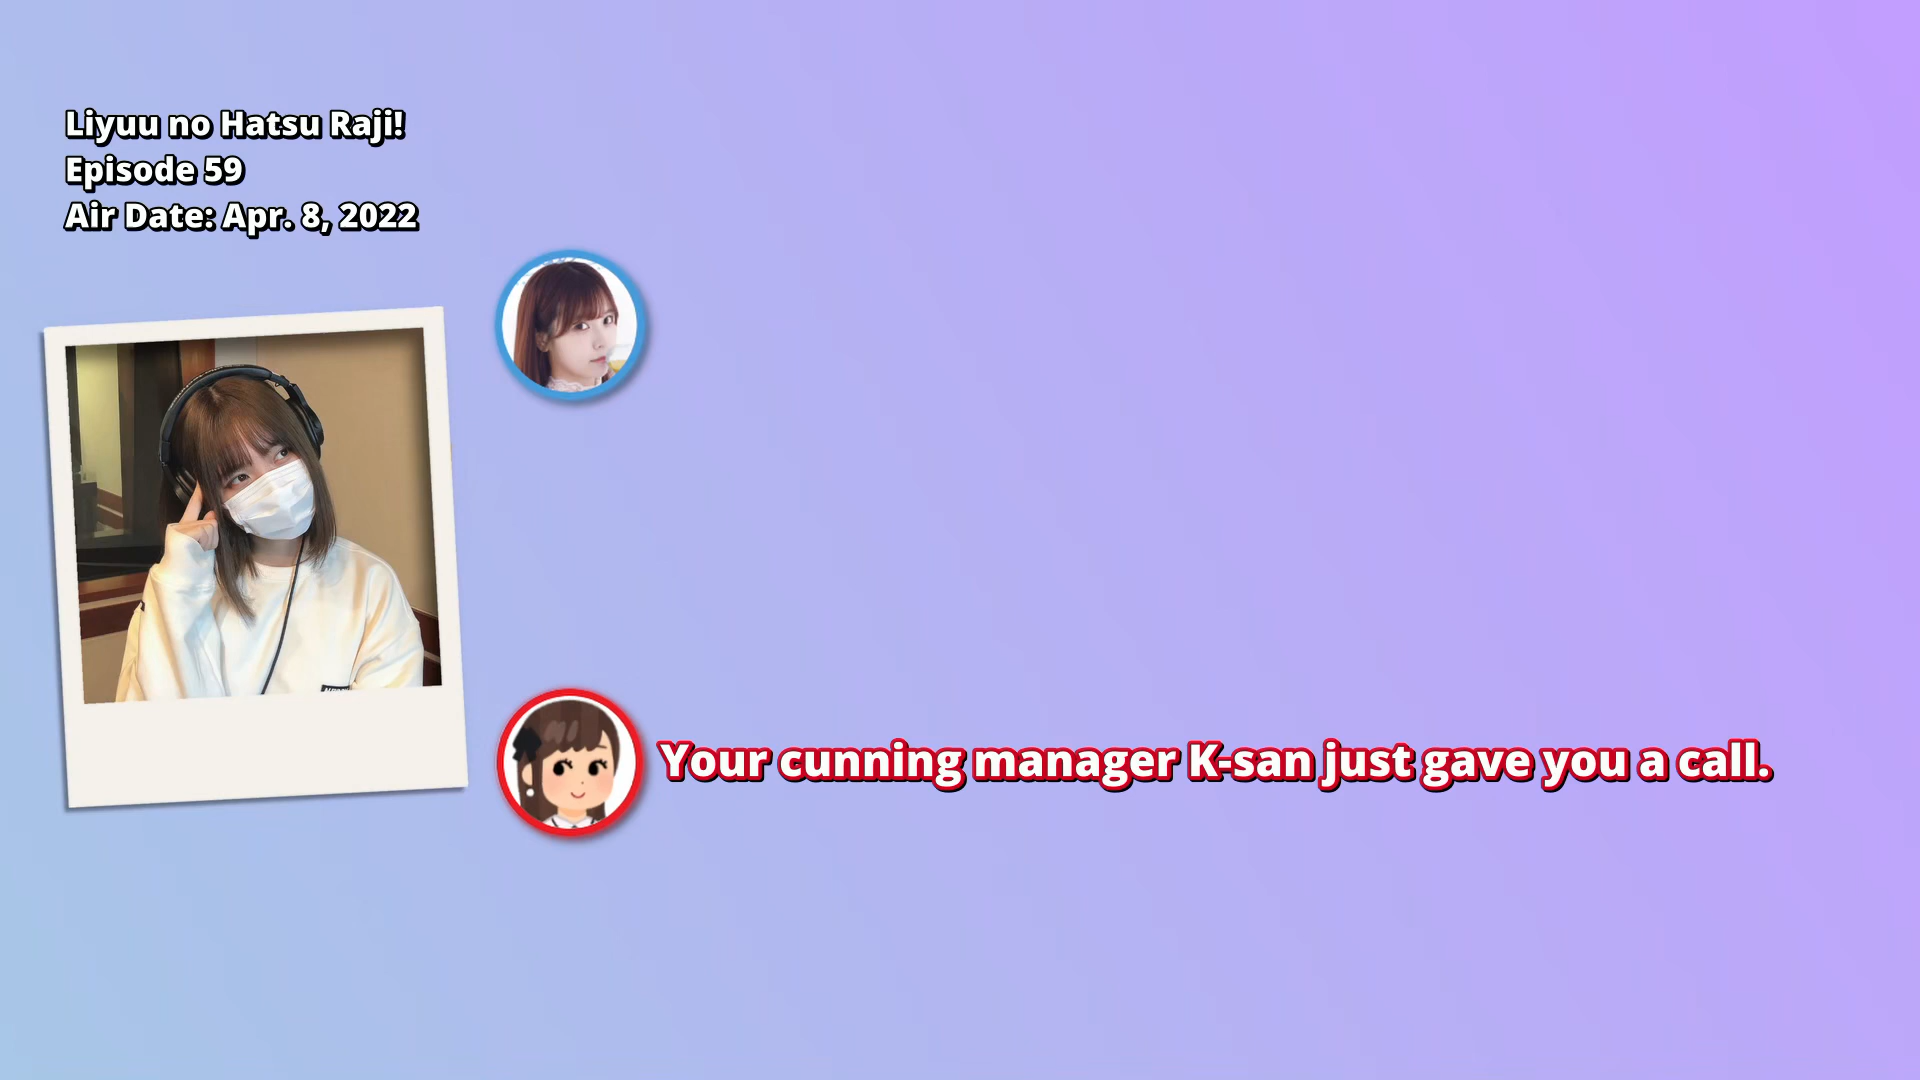 Liyuu no Hatsu Raji!
Episode 59
Air Date: Apr. 8, 2022
Your cunning manager K-san just gave you a call.